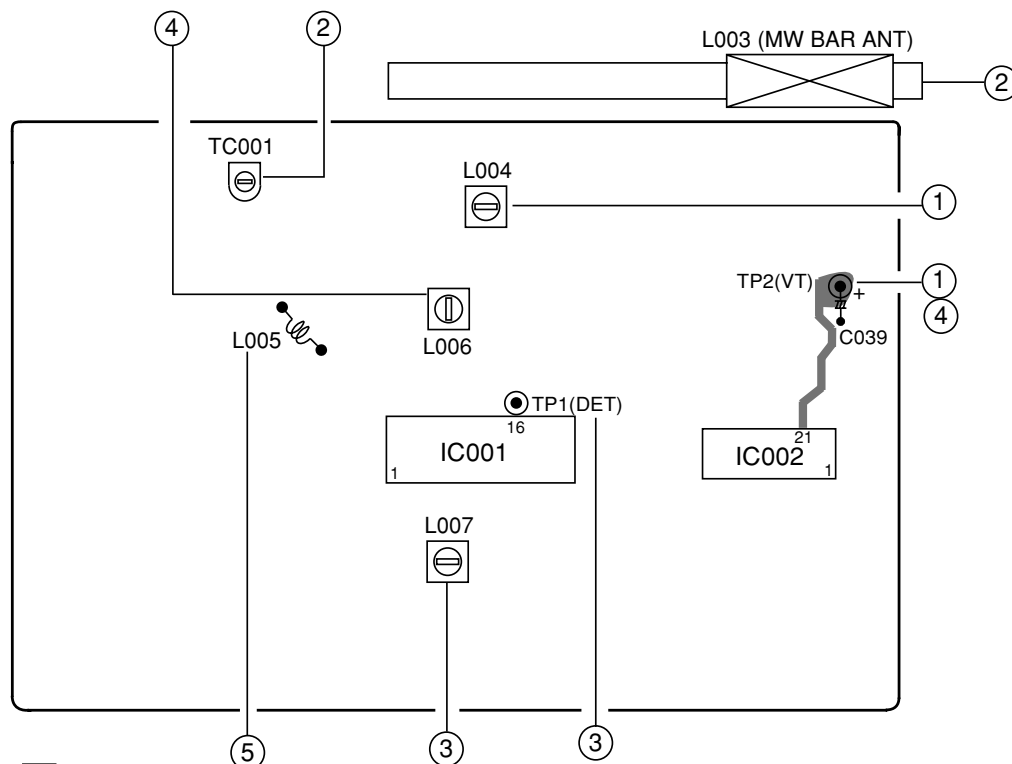 ④ ②
L003 (MW BAR ANT)
②
TC001
L004
①
TP2(VT)
+
①
④
L005
L006
C039
TP1(DET)
16
IC001
1
21
IC002
1
L007
⑤ ③ ③